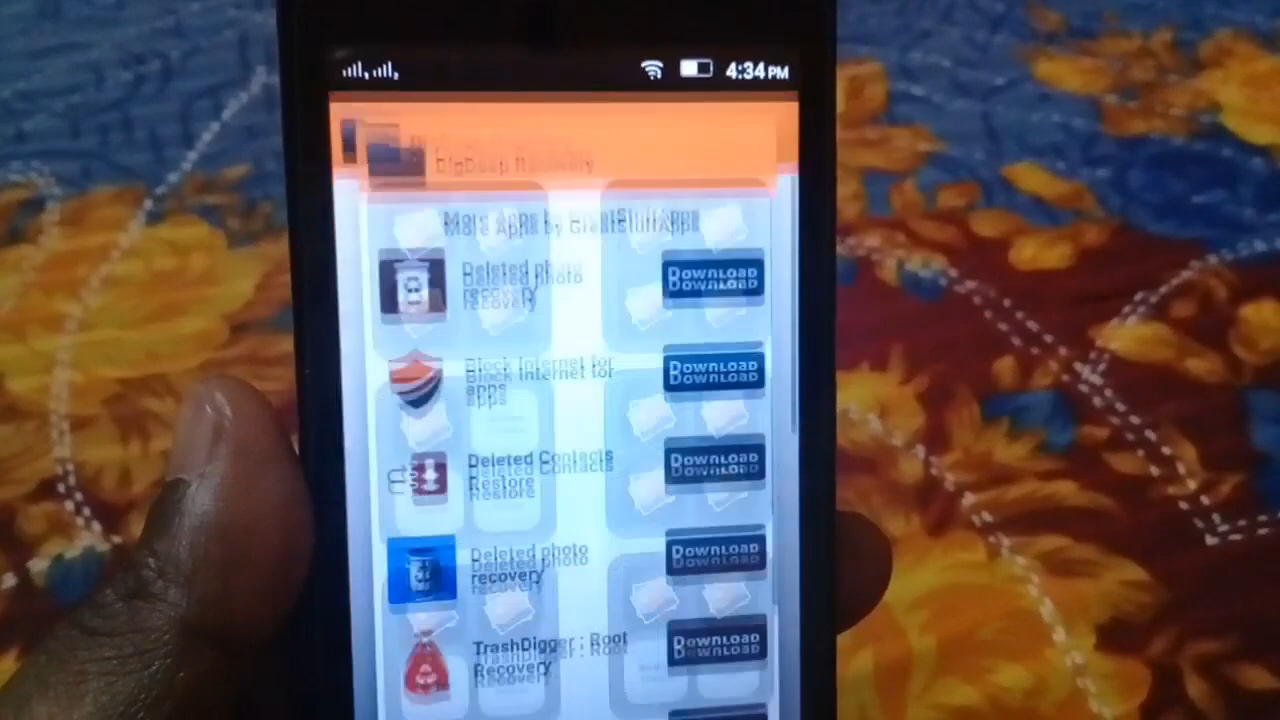 4:34 PM
DigDeep Recovery
More Apps by GreatStuffApps
Deleted photo
recovery
DOWNLOAD
Block Internet for
apps
DOWNLOAD
Deleted Contacts
Restore
DOWNLOAD
Deleted photo
recovery
DOWNLOAD
TrashDigger : Root
Recovery
DOWNLOAD